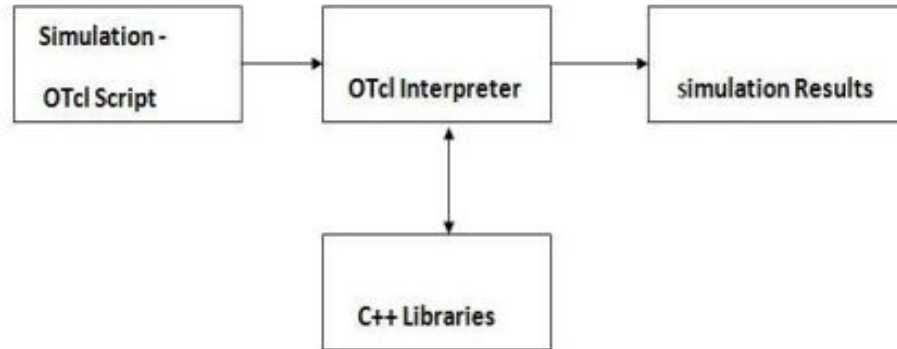 Simulation -
OTcl Script
OTcl Interpreter
simulation Results
C++ Libraries